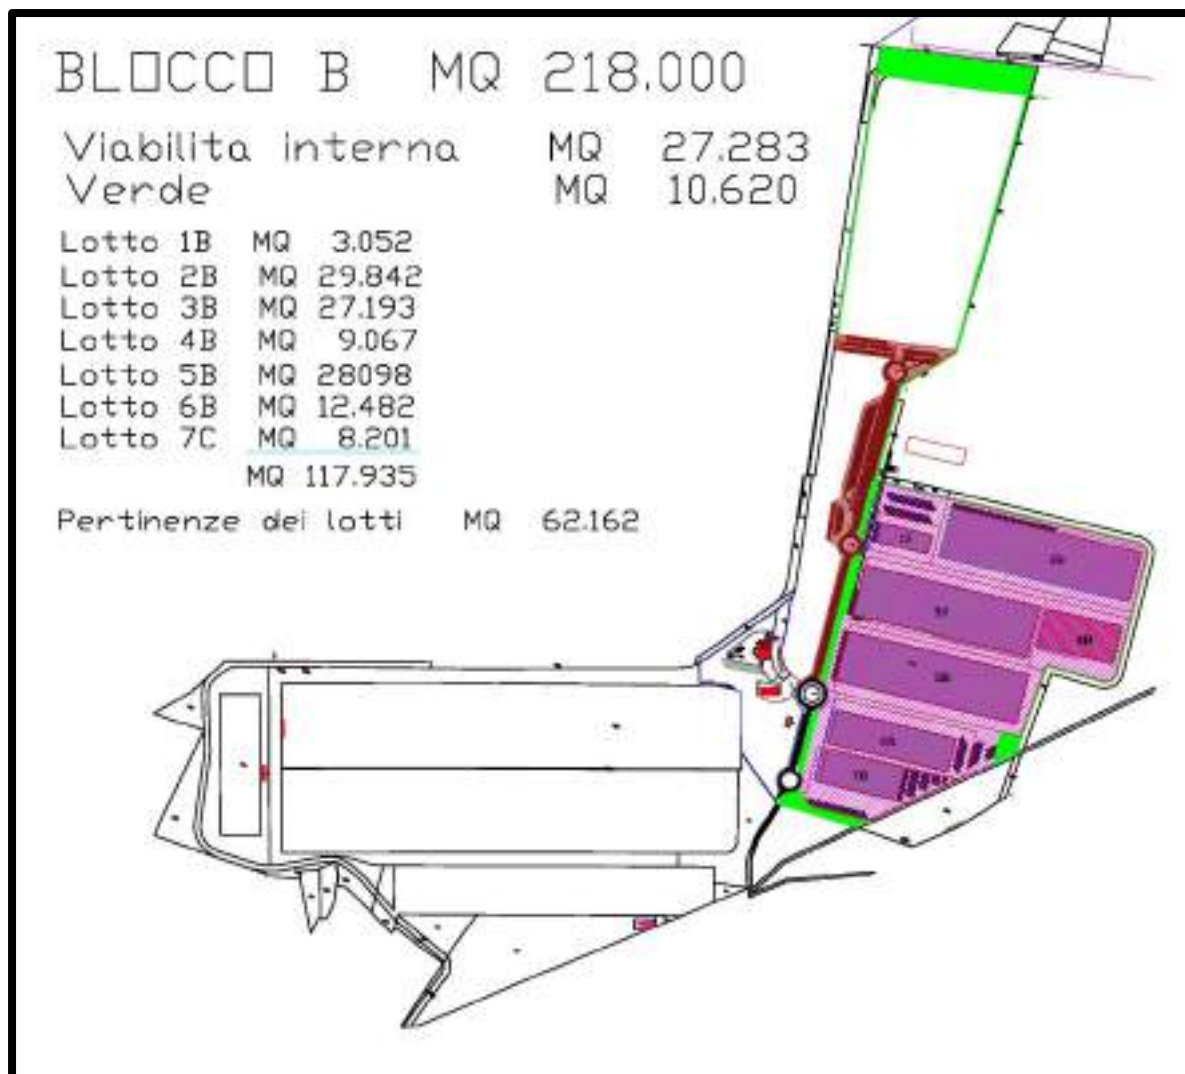 BLOCCO B MQ 218.000
Viabilita interna MQ 27.283
Verde MQ 10.620
Lotto 1B MQ 3.052
Lotto 2B MQ 29.842
Lotto 3B MQ 27.193
Lotto 4B MQ 9.067
Lotto 5B MQ 28098
Lotto 6B MQ 12.482
Lotto 7C MQ 8.201
MQ 117.935
Pertinenze dei lotti MQ 62.162